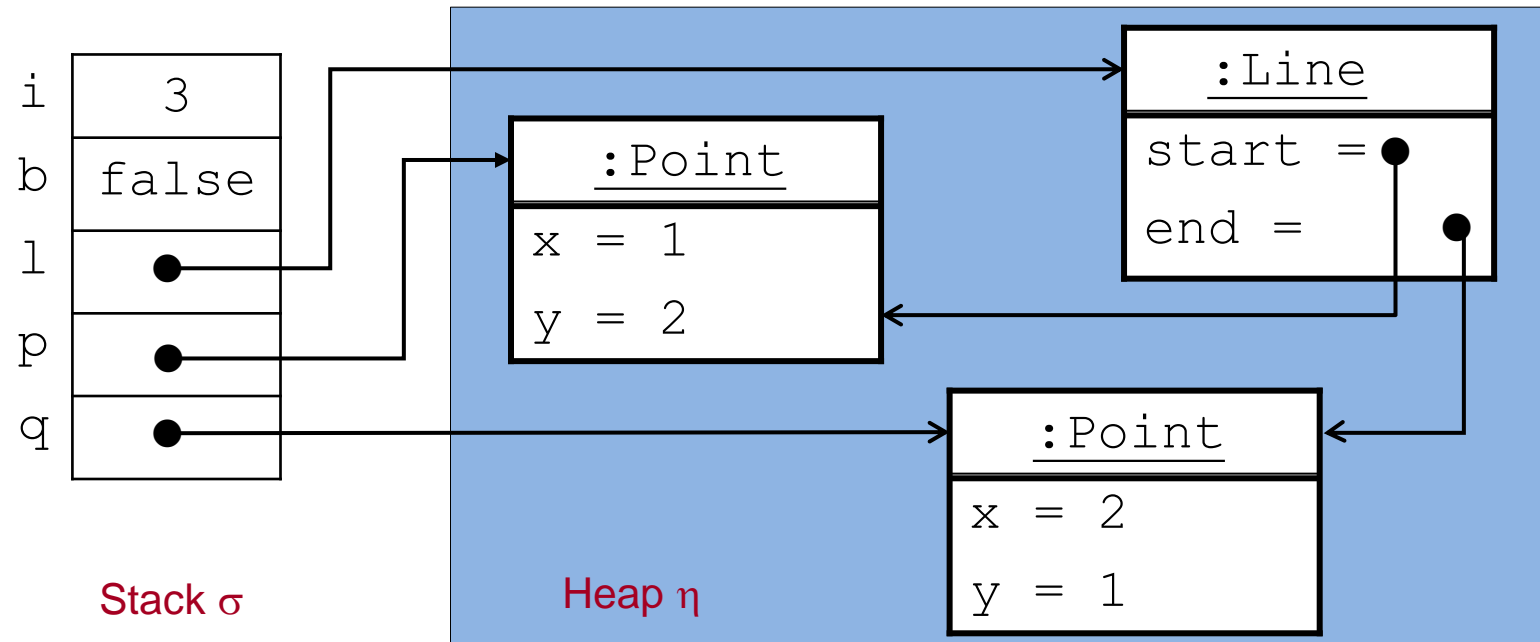 i 3
b false
l
p
q
Stack σ
:Line
start =
end =
:Point
x = 1
y = 2
:Point
x = 2
y = 1
Heap η